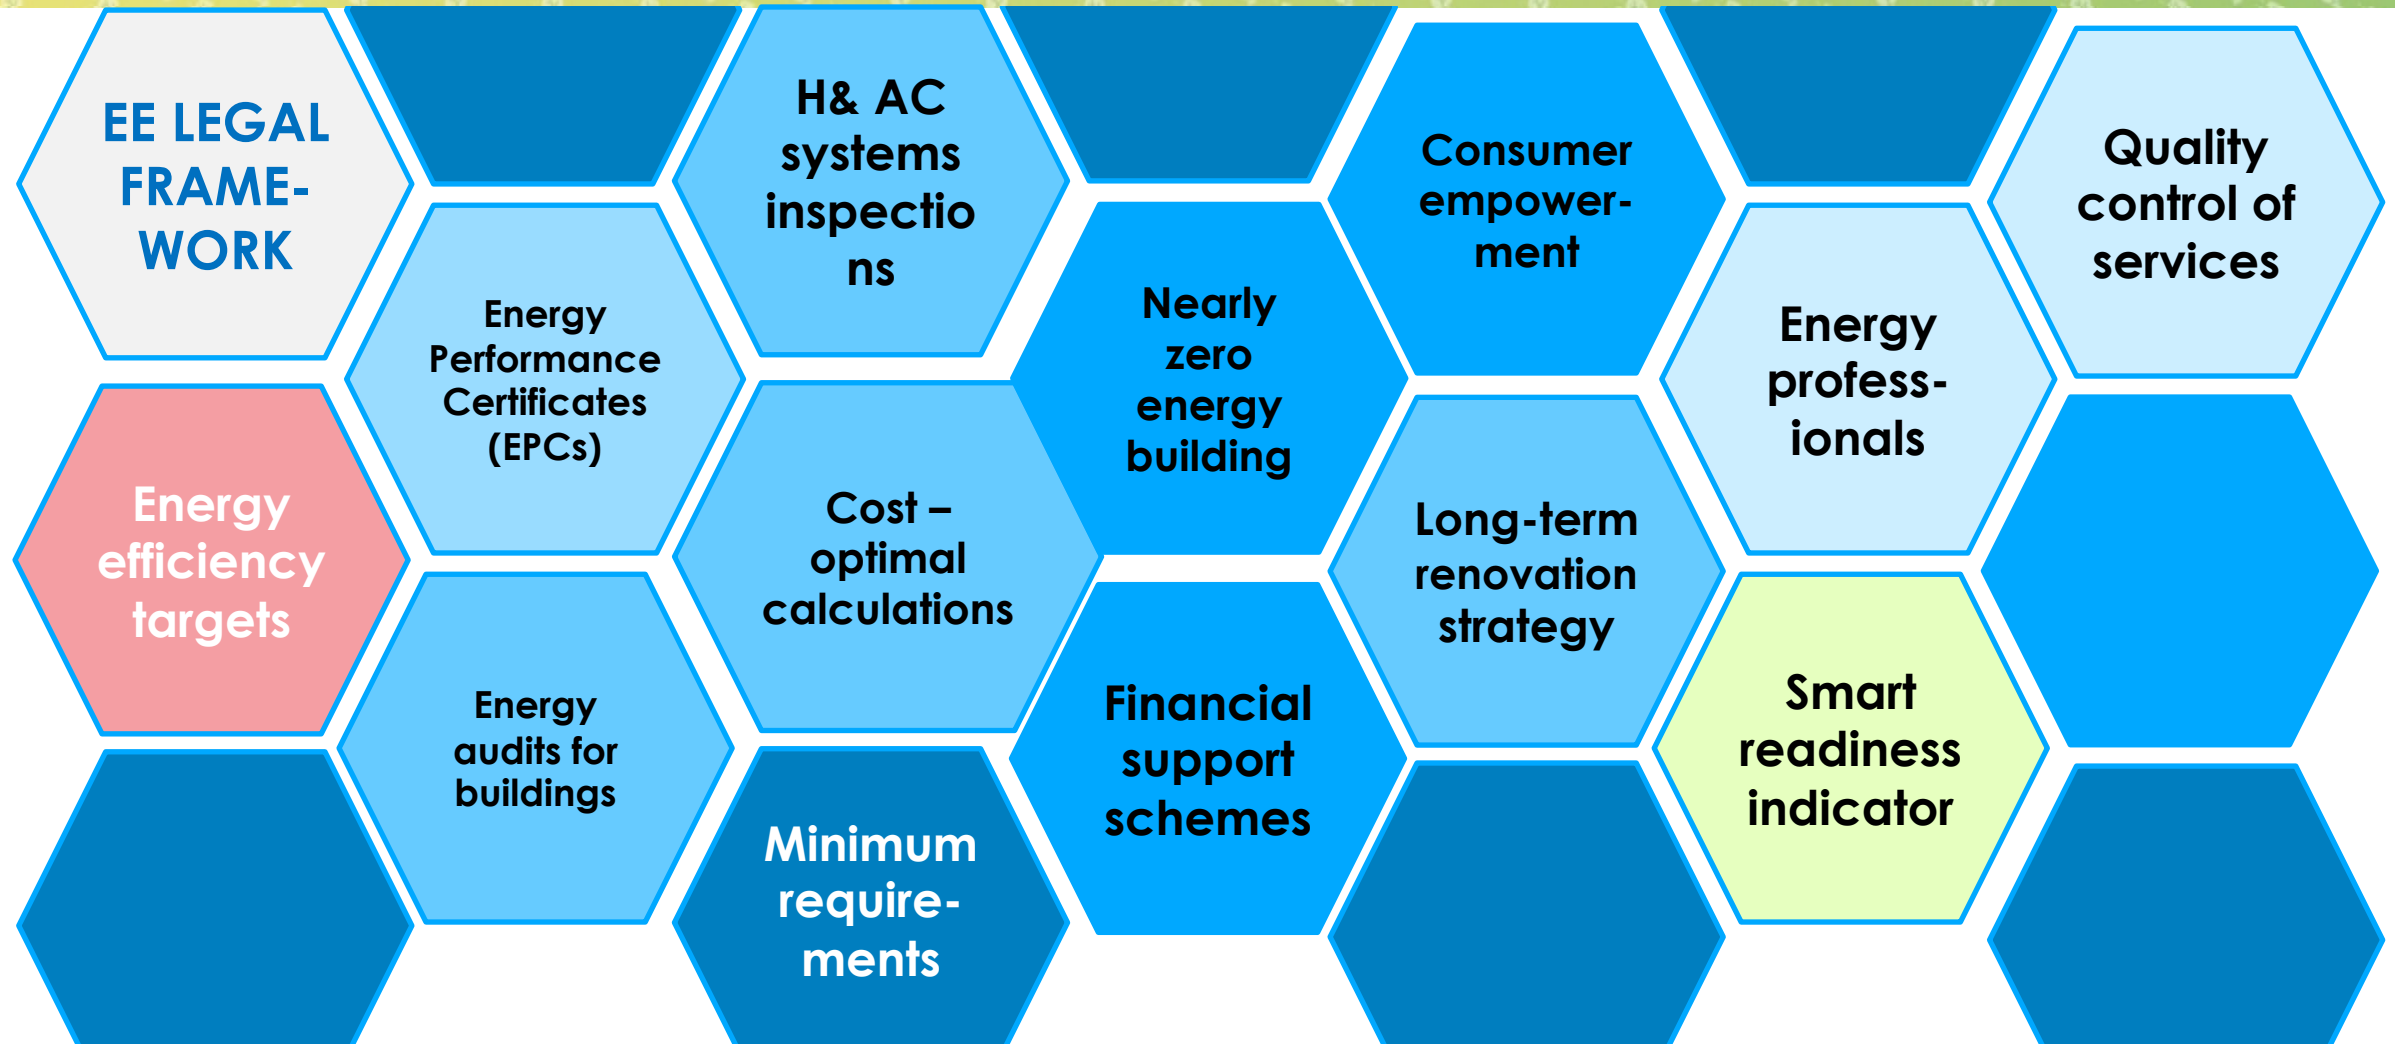 EE LEGAL
FRAME-
WORK
Energy
efficiency
targets
Energy
Performance
Certificates
(EPCs)
Energy
audits for
buildings
H& AC
systems
inspectio
ns
Cost –
optimal
calculations
Minimum
require-
ments
Nearly
zero
energy
building
Financial
support
schemes
Consumer
empower-
ment
Long-term
renovation
strategy
Energy
profess-
ionals
Smart
readiness
indicator
Quality
control of
services